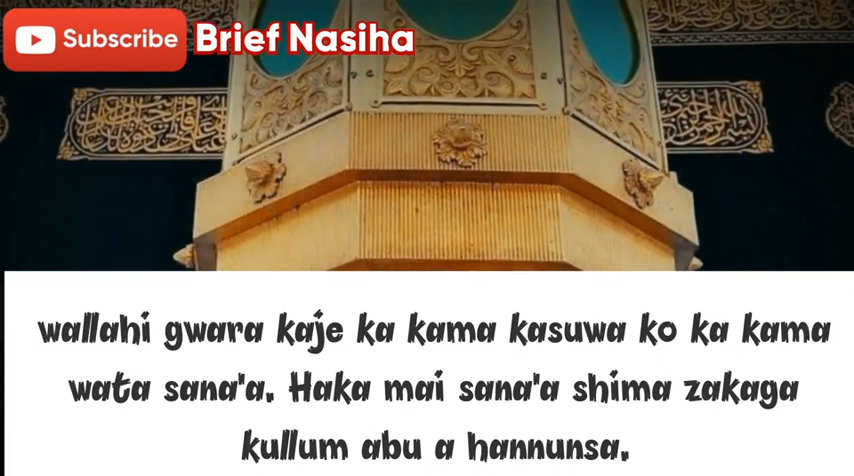 Subscribe Brief Nasiha
wallahi gwara kaje ka kama kasuwa ko ka kama
wata sana'a. Haka mai sana'a shima zakaga
kullum abu a hannunsa.